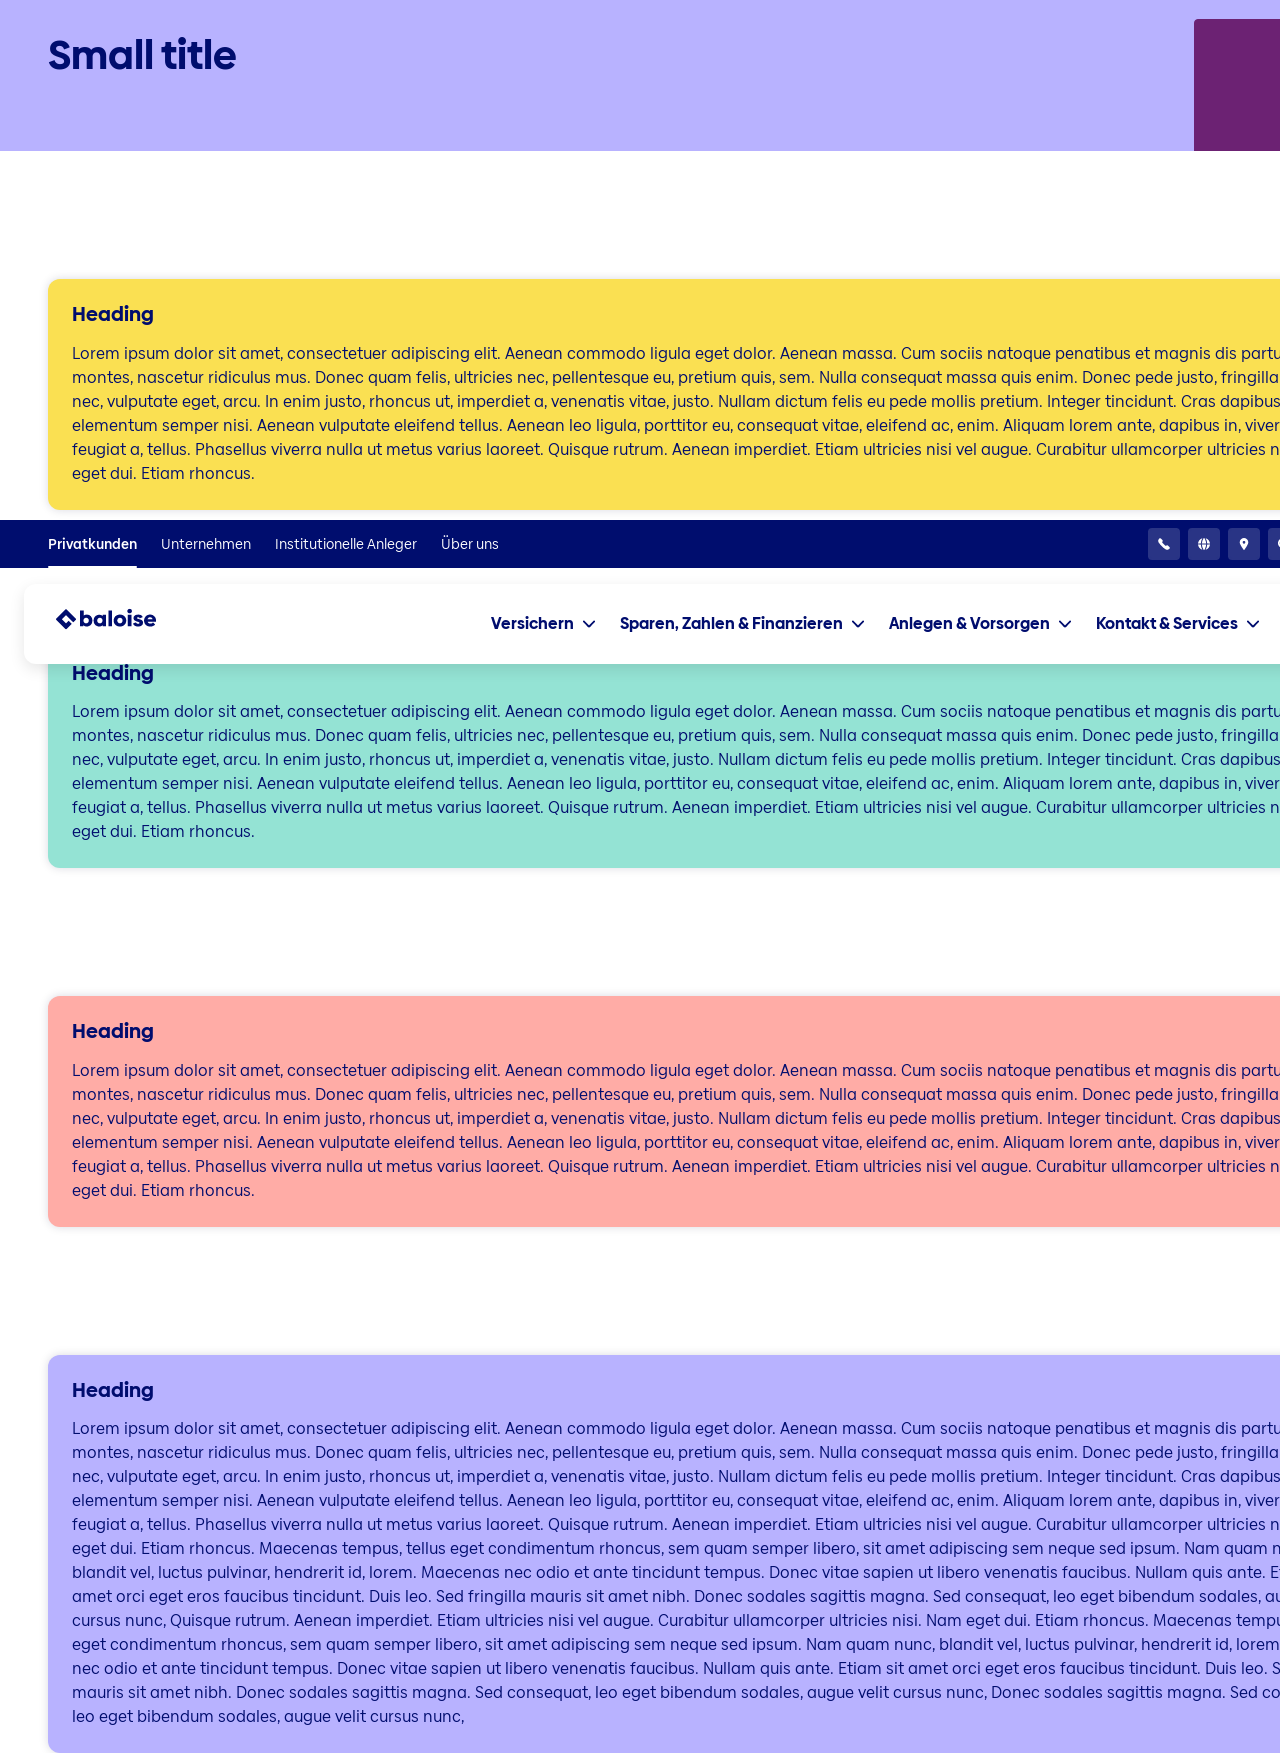 Small title
Heading
Lorem ipsum dolor sit amet, consectetuer adipiscing elit. Aenean commodo ligula eget dolor. Aenean massa. Cum sociis natoque penatibus et magnis dis
montes, nascetur ridiculus mus. Donec quam felis, ultricies nec, pellentesque eu, pretium quis, sem. Nulla consequat massa quis enim. Donec pede justo, fringilla
nec, vulputate eget, arcu. In enim justo, rhoncus ut, imperdiet a, venenatis vitae, justo. Nullam dictum felis eu pede mollis pretium. Integer tincidunt. Cras dapibus
elementum semper nisi. Aenean vulputate eleifend tellus. Aenean leo ligula, porttitor eu, consequat vitae, eleifend ac, enim. Aliquam lorem ante, dapibus in,
feugiat a, tellus. Phasellus viverra nulla ut metus varius laoreet. Quisque rutrum. Aenean imperdiet. Etiam ultricies nisi vel augue. Curabitur ullamcorper ultricies
eget dui. Etiam rhoncus.
Privatkunden Unternehmen Institutionelle Anleger Über uns
baloise Versichern Sparen, Zahlen & Finanzieren Anlegen & Vorsorgen Kontakt & Services
Heading
Lorem ipsum dolor sit amet, consectetuer adipiscing elit. Aenean commodo ligula eget dolor. Aenean massa. Cum sociis natoque penatibus et magnis dis
montes, nascetur ridiculus mus. Donec quam felis, ultricies nec, pellentesque eu, pretium quis, sem. Nulla consequat massa quis enim. Donec pede justo, fringilla
nec, vulputate eget, arcu. In enim justo, rhoncus ut, imperdiet a, venenatis vitae, justo. Nullam dictum felis eu pede mollis pretium. Integer tincidunt. Cras dapibus
elementum semper nisi. Aenean vulputate eleifend tellus. Aenean leo ligula, porttitor eu, consequat vitae, eleifend ac, enim. Aliquam lorem ante, dapibus in,
feugiat a, tellus. Phasellus viverra nulla ut metus varius laoreet. Quisque rutrum. Aenean imperdiet. Etiam ultricies nisi vel augue. Curabitur ullamcorper ultricies
eget dui. Etiam rhoncus.
Heading
Lorem ipsum dolor sit amet, consectetuer adipiscing elit. Aenean commodo ligula eget dolor. Aenean massa. Cum sociis natoque penatibus et magnis dis
montes, nascetur ridiculus mus. Donec quam felis, ultricies nec, pellentesque eu, pretium quis, sem. Nulla consequat massa quis enim. Donec pede justo, fringilla
nec, vulputate eget, arcu. In enim justo, rhoncus ut, imperdiet a, venenatis vitae, justo. Nullam dictum felis eu pede mollis pretium. Integer tincidunt. Cras dapibus
elementum semper nisi. Aenean vulputate eleifend tellus. Aenean leo ligula, porttitor eu, consequat vitae, eleifend ac, enim. Aliquam lorem ante, dapibus in,
feugiat a, tellus. Phasellus viverra nulla ut metus varius laoreet. Quisque rutrum. Aenean imperdiet. Etiam ultricies nisi vel augue. Curabitur ullamcorper ultricies
eget dui. Etiam rhoncus.
Heading
Lorem ipsum dolor sit amet, consectetuer adipiscing elit. Aenean commodo ligula eget dolor. Aenean massa. Cum sociis natoque penatibus et magnis dis
montes, nascetur ridiculus mus. Donec quam felis, ultricies nec, pellentesque eu, pretium quis, sem. Nulla consequat massa quis enim. Donec pede justo, fringilla
nec, vulputate eget, arcu. In enim justo, rhoncus ut, imperdiet a, venenatis vitae, justo. Nullam dictum felis eu pede mollis pretium. Integer tincidunt. Cras dapibus
elementum semper nisi. Aenean vulputate eleifend tellus. Aenean leo ligula, porttitor eu, consequat vitae, eleifend ac, enim. Aliquam lorem ante, dapibus in,
feugiat a, tellus. Phasellus viverra nulla ut metus varius laoreet. Quisque rutrum. Aenean imperdiet. Etiam ultricies nisi vel augue. Curabitur ullamcorper ultricies
eget dui. Etiam rhoncus. Maecenas tempus, tellus eget condimentum rhoncus, sem quam semper libero, sit amet adipiscing sem neque sed ipsum. Nam quam
blandit vel, luctus pulvinar, hendrerit id, lorem. Maecenas nec odio et ante tincidunt tempus. Donec vitae sapien ut libero venenatis faucibus. Nullam quis ante.
amet orci eget eros faucibus tincidunt. Duis leo. Sed fringilla mauris sit amet nibh. Donec sodales sagittis magna. Sed consequat, leo eget bibendum sodales,
cursus nunc, Quisque rutrum. Aenean imperdiet. Etiam ultricies nisi vel augue. Curabitur ullamcorper ultricies nisi. Nam eget dui. Etiam rhoncus. Maecenas
eget condimentum rhoncus, sem quam semper libero, sit amet adipiscing sem neque sed ipsum. Nam quam nunc, blandit vel, luctus pulvinar, hendrerit id, lorem
nec odio et ante tincidunt tempus. Donec vitae sapien ut libero venenatis faucibus. Nullam quis ante. Etiam sit amet orci eget eros faucibus tincidunt. Duis leo.
mauris sit amet nibh. Donec sodales sagittis magna. Sed consequat, leo eget bibendum sodales, augue velit cursus nunc, Donec sodales sagittis magna. Sed
leo eget bibendum sodales, augue velit cursus nunc,